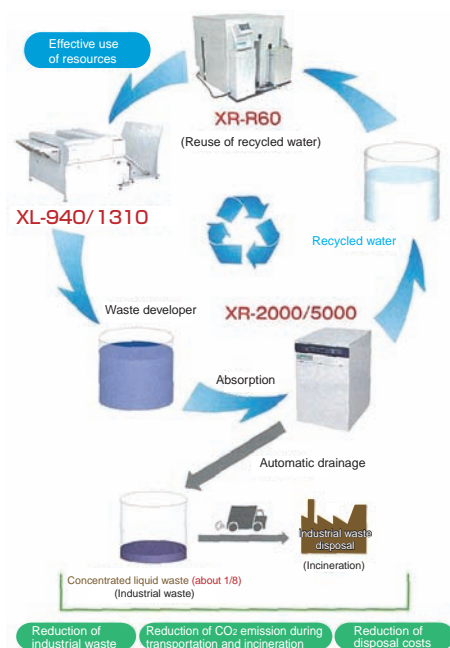 Effective use
of resources
XR-R60
(Reuse of recycled water)
XL-940/1310
Recycled water
Waste developer
XR-2000/5000
Absorption
Automatic drainage
Industrial waste
disposal
(Incineration)
Concentrated liquid waste (about 1/8)
(Industrial waste)
Reduction of
industrial waste
Reduction of CO2 emission during
transportation and incineration
Reduction of
disposal costs